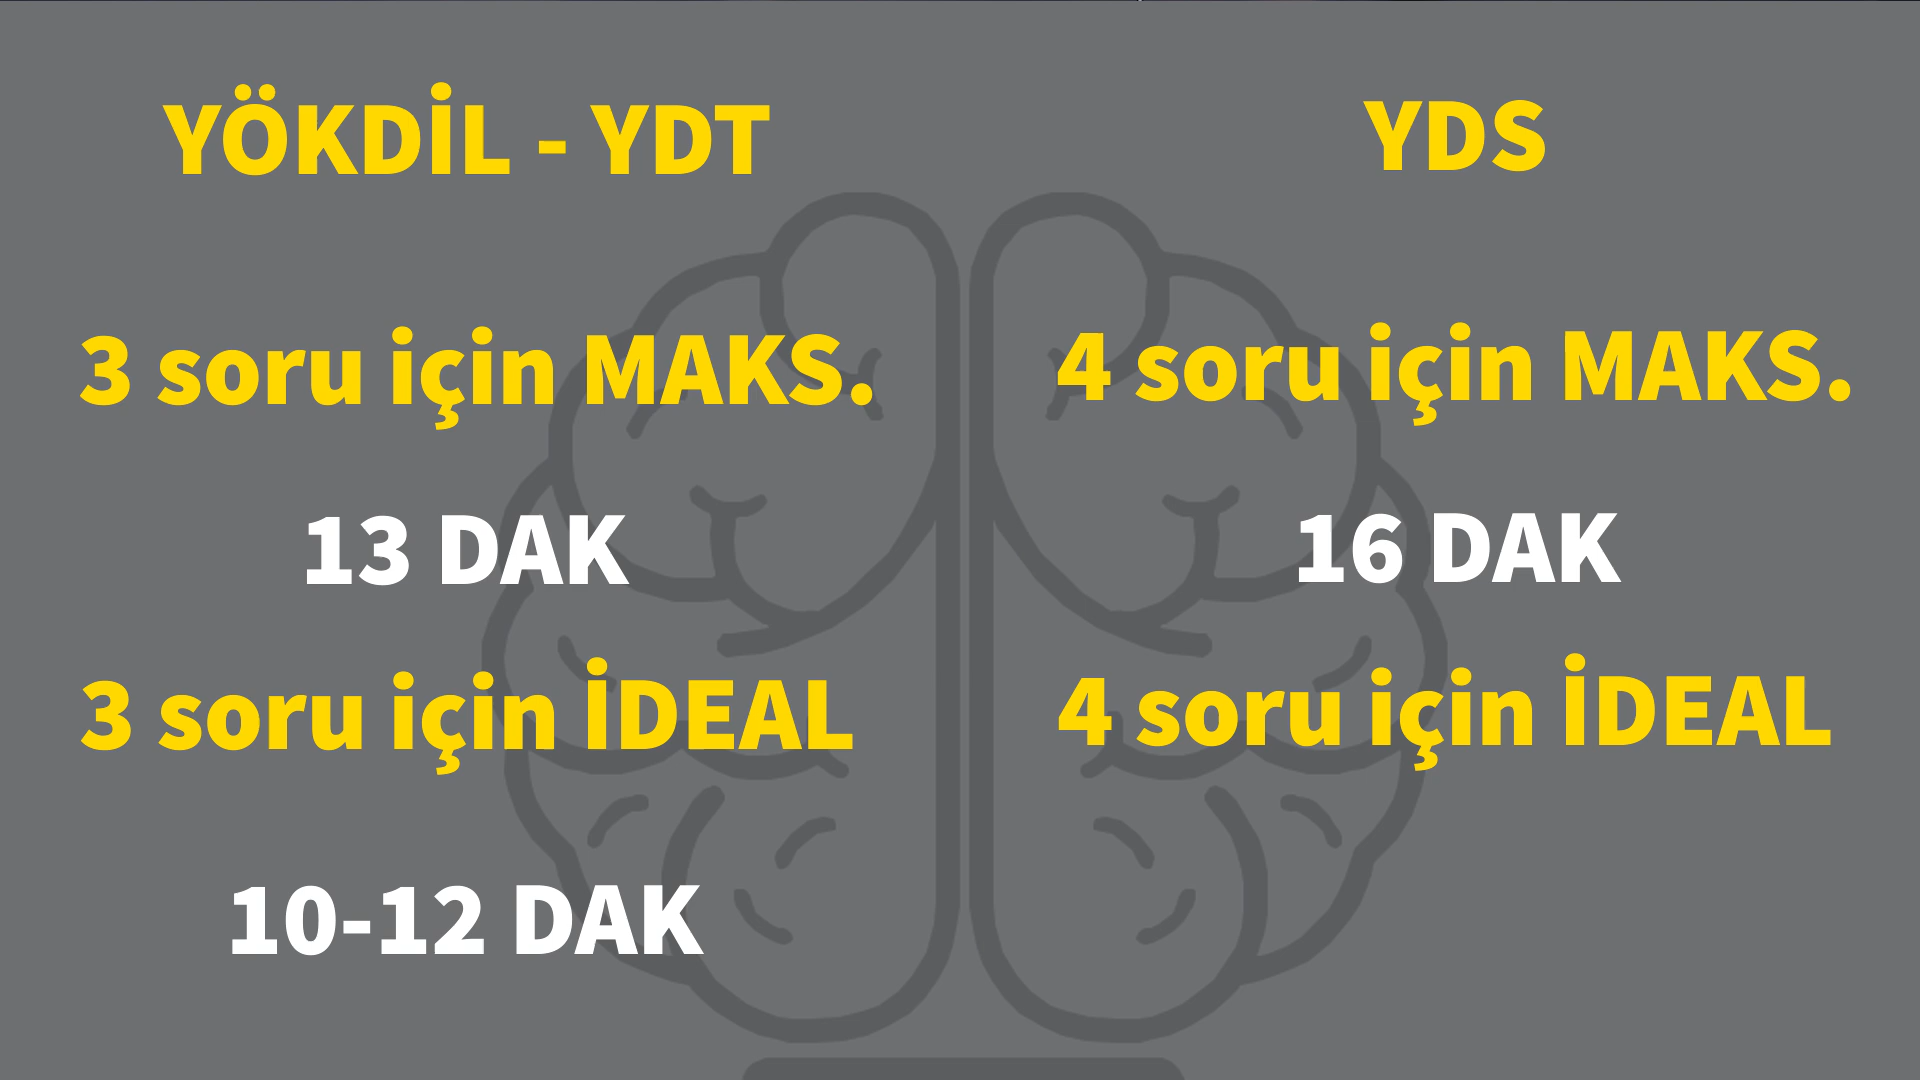 YÖKDİL - YDT
3 soru için MAKS.
13 DAK
3 soru için İDEAL
10-12 DAK
YDS
4 soru için MAKS.
16 DAK
4 soru için İDEAL